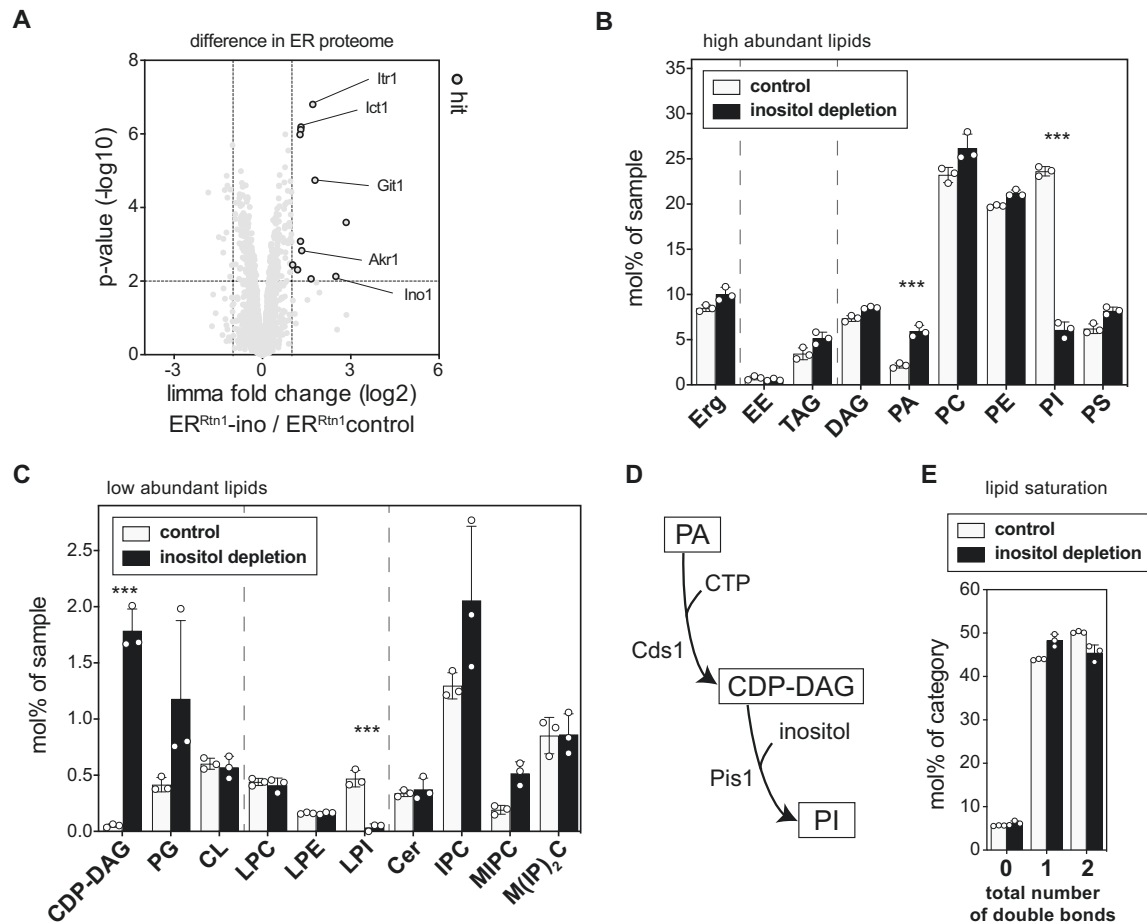 A
difference in ER proteome
8
6
4
2
0
-3
0
3
6
p-value (-log10)
Itr1
Ict1
Git1
Akr1
Ino1
hit
limma fold change (log2)
ER^Rtn1-ino / ER^Rtn1control
B
high abundant lipids
control
inositol depletion
35
30
25
20
15
10
5
0
mol% of sample
***
***
Erg
EE
TAG
DAG
PA
PC
PE
PI
PS
C
low abundant lipids
control
inositol depletion
2.5
2.0
1.5
1.0
0.5
0.0
mol% of sample
***
***
CDP-DAG
PG
CL
LPC
LPE
LPI
Cer
IPC
MIPC
M(IP)₂C
D
PA
CTP
Cds1
CDP-DAG
inositol
Pis1
PI
E
lipid saturation
control
inositol depletion
60
50
40
30
20
10
0
mol% of category
0
1
2
total number
of double bonds